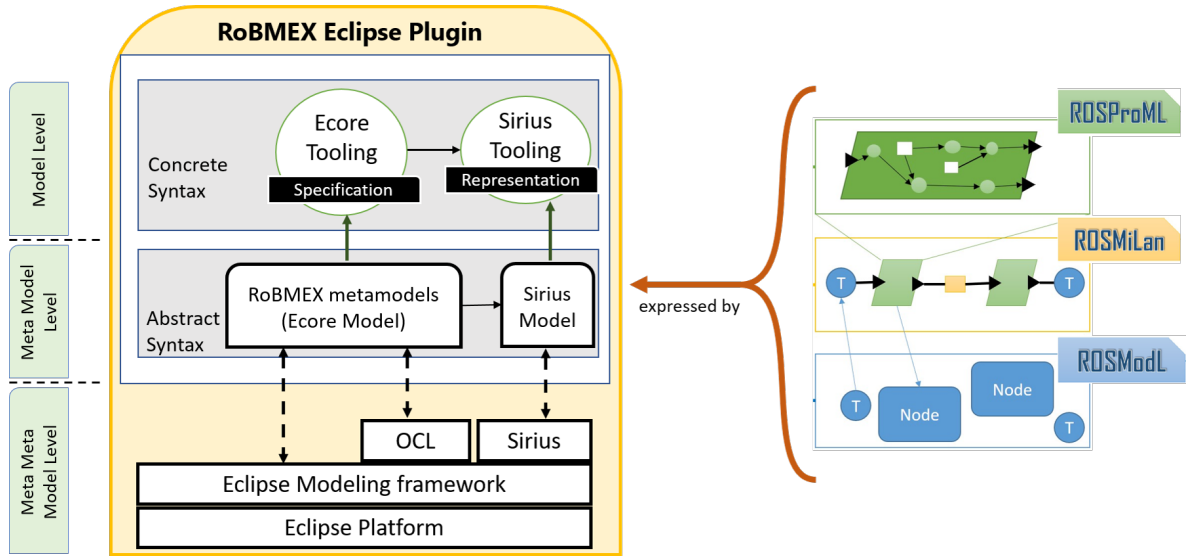 RoBMEX Eclipse Plugin
Model Level
Meta Model
Level
Meta Meta
Model Level
Concrete
Syntax
Ecore
Tooling
Specification
Sirius
Tooling
Representation
Abstract
Syntax
RoBMEX metamodels
(Ecore Model)
Sirius
Model
OCL
Sirius
Eclipse Modeling framework
Eclipse Platform
expressed by
ROSProML
ROSMiLan
T
T
ROSModL
T
Node
Node
T